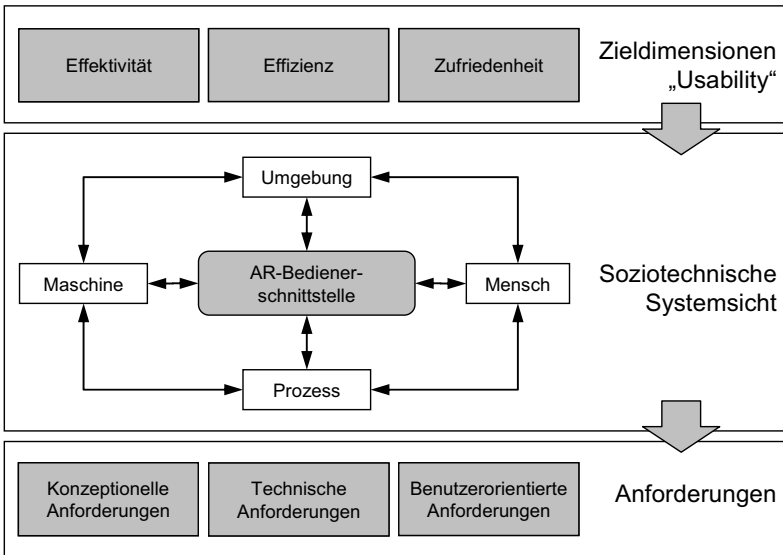 Effektivität
Effizienz
Zufriedenheit
Zieldimensionen
„Usability“
Umgebung
Maschine
AR-Bediener-
schnittstelle
Mensch
Prozess
Soziotechnische
Systemsicht
Konzeptionelle
Anforderungen
Technische
Anforderungen
Benutzerorientierte
Anforderungen
Anforderungen